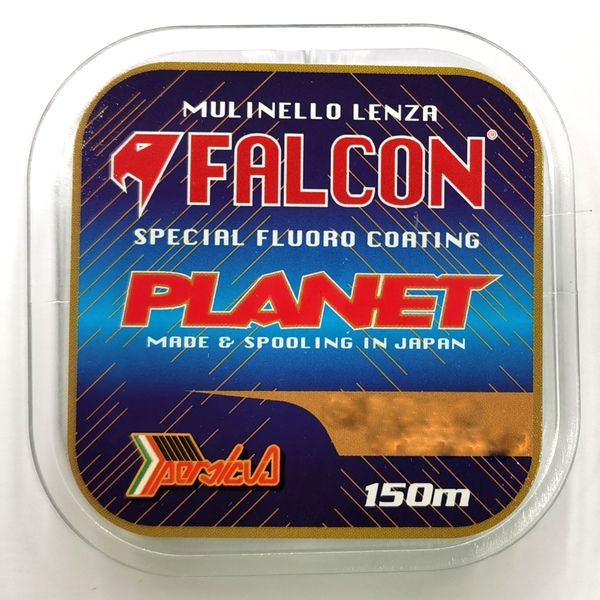 MULINELLO LENZA
FALCON®
SPECIAL FLUORO COATING
PLANET
MADE & SPOOLING IN JAPAN
150m